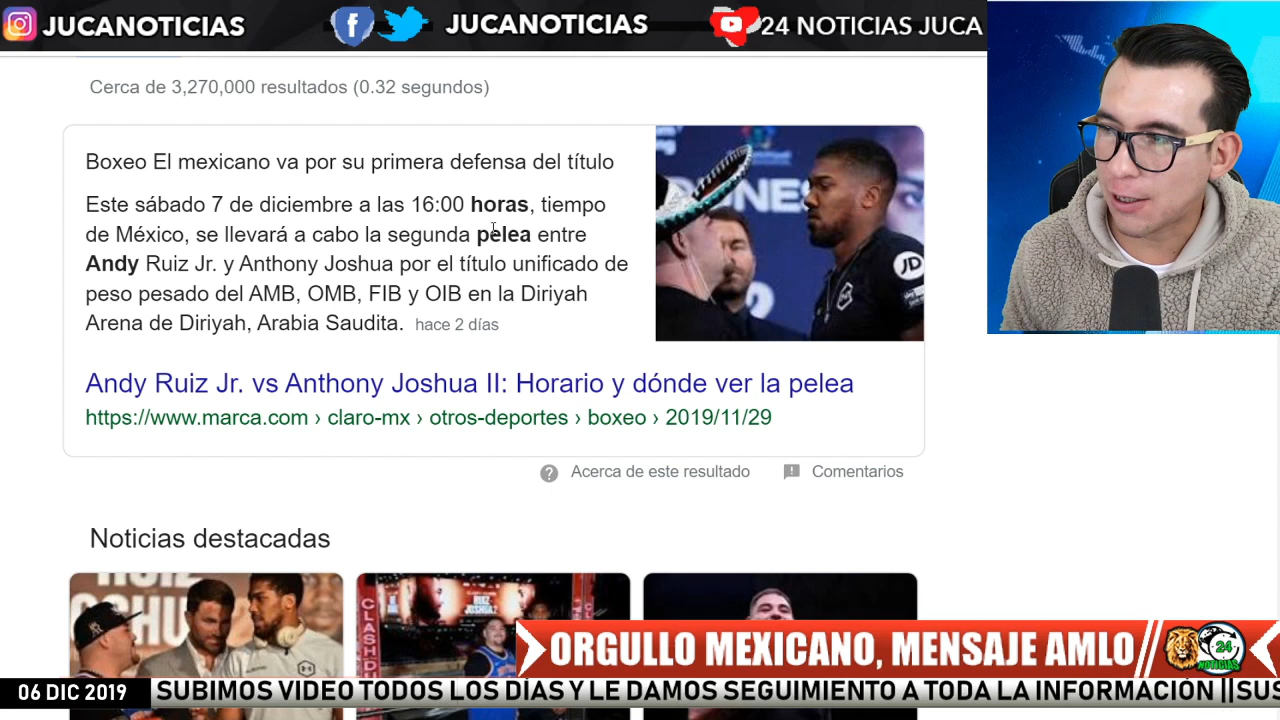 JUCANOTICIAS
JUCANOTICIAS
24 NOTICIAS JUCA
Cerca de 3,270,000 resultados (0.32 segundos)
Boxeo El mexicano va por su primera defensa del título
Este sábado 7 de diciembre a las 16:00 horas, tiempo
de México, se llevará a cabo la segunda pelea entre
Andy Ruiz Jr. y Anthony Joshua por el título unificado de
peso pesado del AMB, OMB, FIB y OIB en la Diriyah
Arena de Diriyah, Arabia Saudita. hace 2 días
JD
Andy Ruiz Jr. vs Anthony Joshua II: Horario y dónde ver la pelea
https://www.marca.com › claro-mx › otros-deportes › boxeo › 2019/11/29
Acerca de este resultado
Comentarios
Noticias destacadas
ORGULLO MEXICANO, MENSAJE AMLO
24
NOTICIAS
06 DIC 2019
SUBIMOS VIDEO TODOS LOS DÍAS Y LE DAMOS SEGUIMIENTO A TODA LA INFORMACIÓN ||SUS